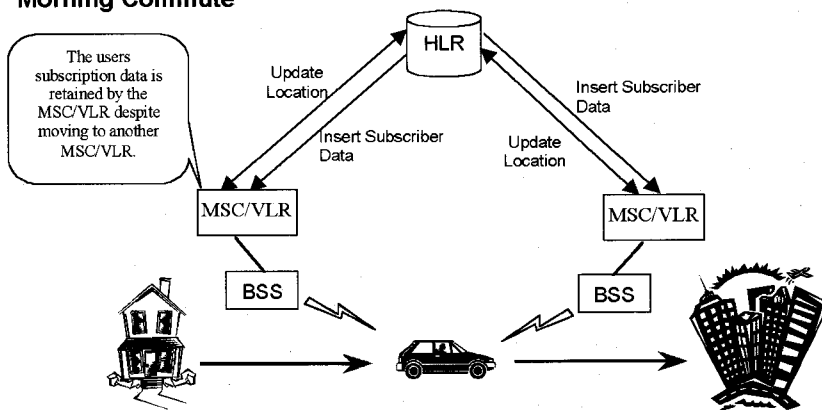 Morning Commute
The users
subscription data is
retained by the
MSC/VLR despite
moving to another
MSC/VLR.
HLR
Update
Location
Insert Subscriber
Data
Insert Subscriber
Data
Update
Location
MSC/VLR
MSC/VLR
BSS
BSS